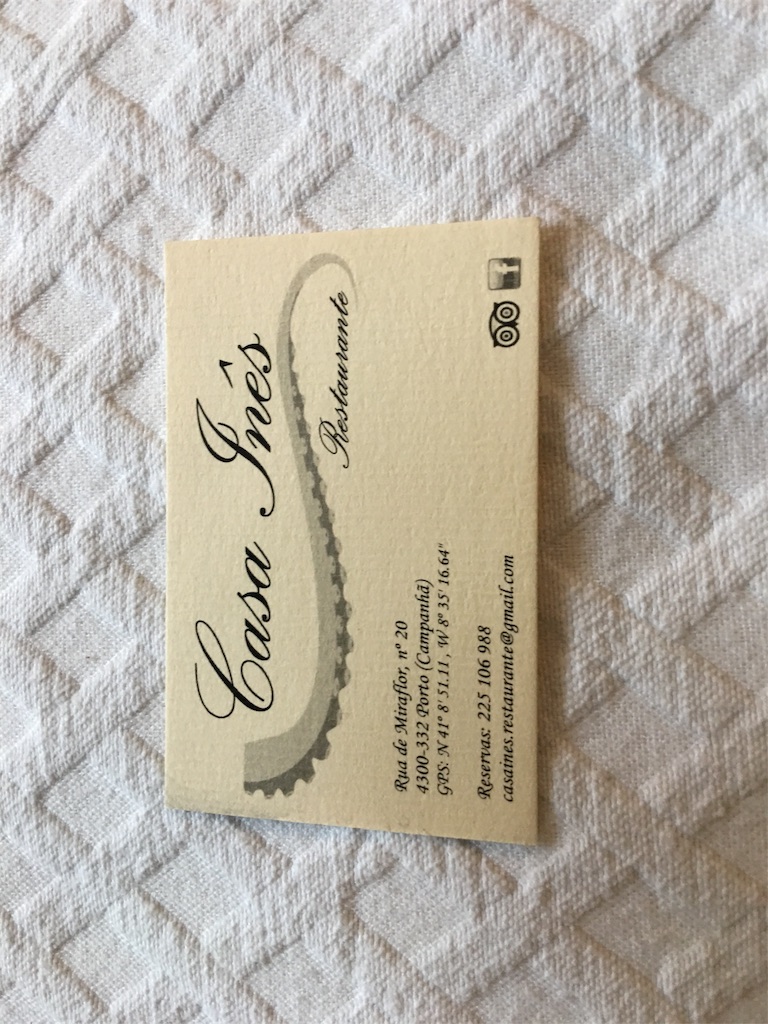 Casa Inês
Restaurante
Rua de Miraflor, nº 20
4300-332 Porto (Campanhã)
GPS: N 41º 8' 51.11, W 8º 35' 16.64"
Reservas: 225 106 988
casaines.restaurante@gmail.com
f